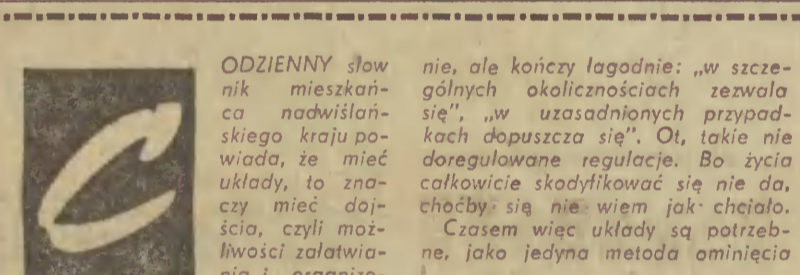 C
ODZIENNY słow
nik mieszkań-
ca nadwiślań-
skiego kraju po-
wiada, że mieć
układy, to zna-
czy mieć doj-
ścia, czyli moż-
liwości załatwia-
nie, ale kończy łagodnie: „w szcze-
gólnych okolicznościach zezwala
się”, „w uzasadnionych przypad-
kach dopuszcza się”. Ot, takie nie
doregulowane regulacje. Bo życia
całkowicie skodyfikować się nie da,
choćby się nie wiem jak chciało.
Czasem więc układy są potrzeb-
ne, jako jedyna metoda ominięcia